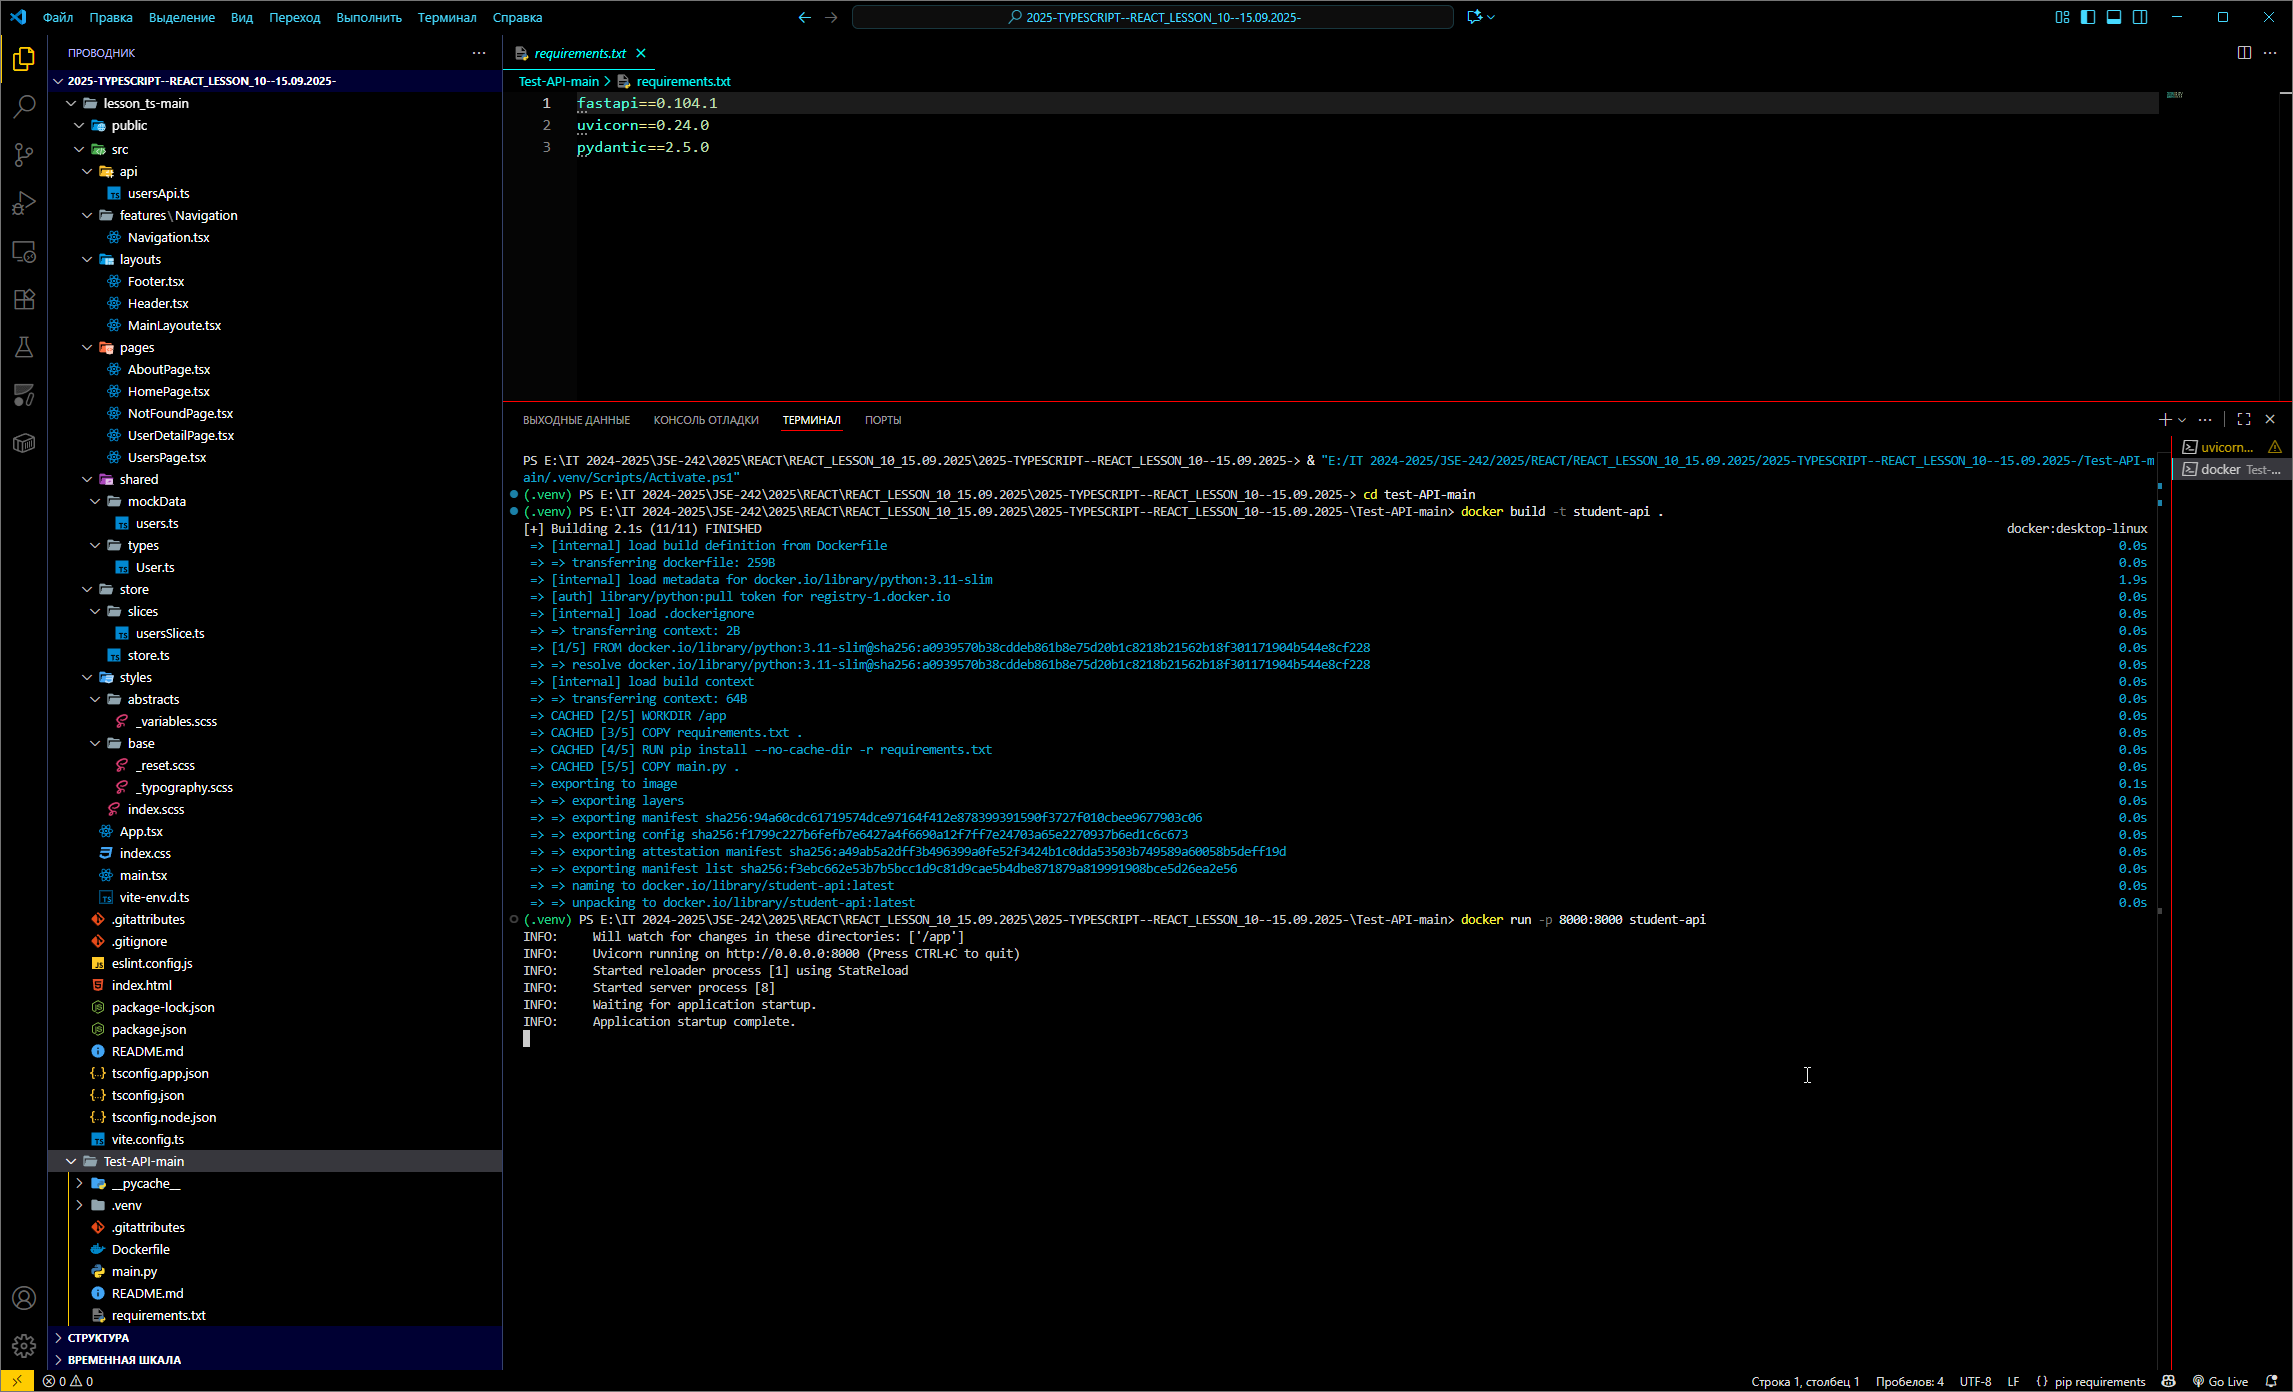 Файл Правка Выделение Вид Переход Выполнить Терминал Справка
2025-TYPESCRIPT--REACT_LESSON_10--15.09.2025-
ПРОВОДНИК
2025-TYPESCRIPT--REACT_LESSON_10--15.09.2025-
lesson_ts-main
public
src
api
usersApi.ts
features\Navigation
Navigation.tsx
layouts
Footer.tsx
Header.tsx
MainLayoute.tsx
pages
AboutPage.tsx
HomePage.tsx
NotFoundPage.tsx
UserDetailPage.tsx
UsersPage.tsx
shared
mockData
users.ts
types
User.ts
store
slices
usersSlice.ts
store.ts
styles
abstracts
_variables.scss
base
_reset.scss
_typography.scss
index.scss
App.tsx
index.css
main.tsx
vite-env.d.ts
.gitattributes
.gitignore
eslint.config.js
index.html
package-lock.json
package.json
README.md
tsconfig.app.json
tsconfig.json
tsconfig.node.json
vite.config.ts
Test-API-main
__pycache__
.venv
.gitattributes
Dockerfile
main.py
README.md
requirements.txt
СТРУКТУРА
ВРЕМЕННАЯ ШКАЛА
requirements.txt
Test-API-main > requirements.txt
1 fastapi==0.104.1
2 uvicorn==0.24.0
3 pydantic==2.5.0
ВЫХОДНЫЕ ДАННЫЕ КОНСОЛЬ ОТЛАДКИ ТЕРМИНАЛ ПОРТЫ
uvicorn...
docker Test-...
PS E:\IT 2024-2025\JSE-242\2025\REACT\REACT_LESSON_10_15.09.2025\2025-TYPESCRIPT--REACT_LESSON_10--15.09.2025-> & "E:/IT 2024-2025/JSE-242/2025/REACT/REACT_LESSON_10_15.09.2025/2025-TYPESCRIPT--REACT_LESSON_10--15.09.2025-/Test-API-m
ain/.venv/Scripts/Activate.ps1"
(.venv) PS E:\IT 2024-2025\JSE-242\2025\REACT\REACT_LESSON_10_15.09.2025\2025-TYPESCRIPT--REACT_LESSON_10--15.09.2025-> cd test-API-main
(.venv) PS E:\IT 2024-2025\JSE-242\2025\REACT\REACT_LESSON_10_15.09.2025\2025-TYPESCRIPT--REACT_LESSON_10--15.09.2025-\Test-API-main> docker build -t student-api .
[+] Building 2.1s (11/11) FINISHED docker:desktop-linux
=> [internal] load build definition from Dockerfile 0.0s
=> => transferring dockerfile: 259B 0.0s
=> [internal] load metadata for docker.io/library/python:3.11-slim 1.9s
=> [auth] library/python:pull token for registry-1.docker.io 0.0s
=> [internal] load .dockerignore 0.0s
=> => transferring context: 2B 0.0s
=> [1/5] FROM docker.io/library/python:3.11-slim@sha256:a0939570b38cddeb861b8e75d20b1c8218b21562b18f301171904b544e8cf228 0.0s
=> => resolve docker.io/library/python:3.11-slim@sha256:a0939570b38cddeb861b8e75d20b1c8218b21562b18f301171904b544e8cf228 0.0s
=> [internal] load build context 0.0s
=> => transferring context: 64B 0.0s
=> CACHED [2/5] WORKDIR /app 0.0s
=> CACHED [3/5] COPY requirements.txt . 0.0s
=> CACHED [4/5] RUN pip install --no-cache-dir -r requirements.txt 0.0s
=> CACHED [5/5] COPY main.py . 0.0s
=> exporting to image 0.1s
=> => exporting layers 0.0s
=> => exporting manifest sha256:94a60cdc61719574dce97164f412e878399391590f3727f010cbee9677903c06 0.0s
=> => exporting config sha256:f1799c227b6fefb7e6427a4f6690a12f7ff7e24703a65e2270937b6ed1c6c673 0.0s
=> => exporting attestation manifest sha256:a49ab5a2dff3b496399a0fe52f3424b1c0dda53503b749589a60058b5deff19d 0.0s
=> => exporting manifest list sha256:f3ebc662e53b7b5bcc1d9c81d9cae5b4dbe871879a819991908bce5d26ea2e56 0.0s
=> => naming to docker.io/library/student-api:latest 0.0s
=> => unpacking to docker.io/library/student-api:latest 0.0s
(.venv) PS E:\IT 2024-2025\JSE-242\2025\REACT\REACT_LESSON_10_15.09.2025\2025-TYPESCRIPT--REACT_LESSON_10--15.09.2025-\Test-API-main> docker run -p 8000:8000 student-api
INFO: Will watch for changes in these directories: ['/app']
INFO: Uvicorn running on http://0.0.0.0:8000 (Press CTRL+C to quit)
INFO: Started reloader process [1] using StatReload
INFO: Started server process [8]
INFO: Waiting for application startup.
INFO: Application startup complete.
0 0 Строка 1, столбец 1 Пробелов: 4 UTF-8 LF {} pip requirements Go Live